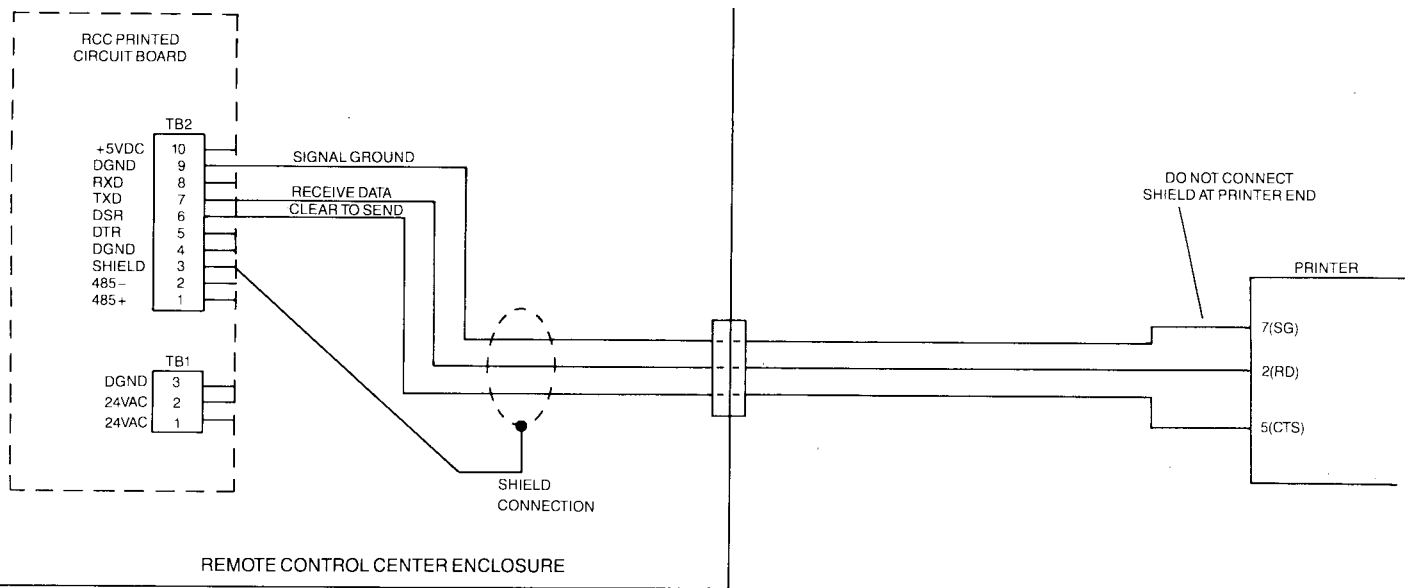 RCC PRINTED
CIRCUIT BOARD
TB2
+5VDC 10
DGND 9
RXD 8
TXD 7
DSR 6
DTR 5
DGND 4
SHIELD 3
485- 2
485+ 1
TB1
DGND 3
24VAC 2
24VAC 1
SIGNAL GROUND
RECEIVE DATA
CLEAR TO SEND
SHIELD
CONNECTION
REMOTE CONTROL CENTER ENCLOSURE
DO NOT CONNECT
SHIELD AT PRINTER END
PRINTER
7(SG)
2(RD)
5(CTS)